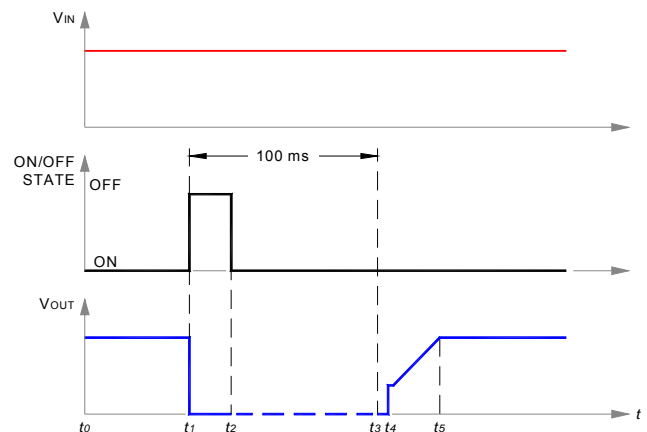 VIN
100 ms
ON/OFF
STATE
OFF
ON
VOUT
t
t0 t1 t2 t3 t4 t5